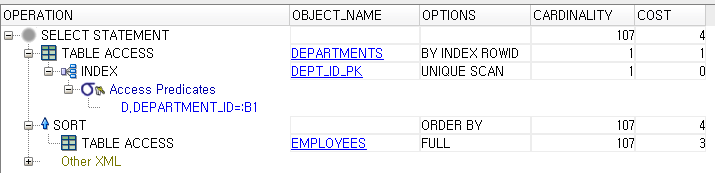 OPERATION OBJECT_NAME OPTIONS CARDINALITY COST
SELECT STATEMENT 107 4
TABLE ACCESS DEPARTMENTS BY INDEX ROWID 1 1
INDEX DEPT_ID_PK UNIQUE SCAN 1 0
Access Predicates
D,DEPARTMENT_ID=:B1
SORT ORDER BY 107 4
TABLE ACCESS EMPLOYEES FULL 107 3
Other XML